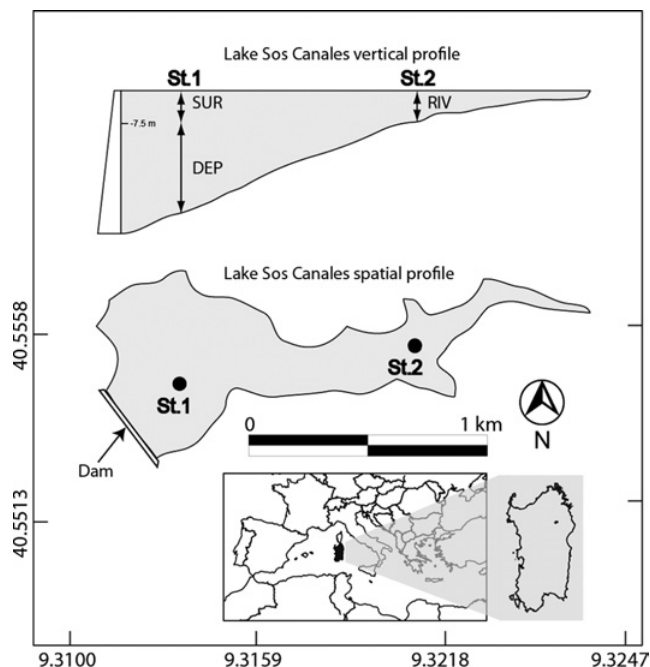 Lake Sos Canales vertical profile
St.1
St.2
SUR
RIV
-7.5 m
DEP
Lake Sos Canales spatial profile
40.5558
St.2
St.1
0
1 km
Dam
N
40.5513
9.3100
9.3159
9.3218
9.3247